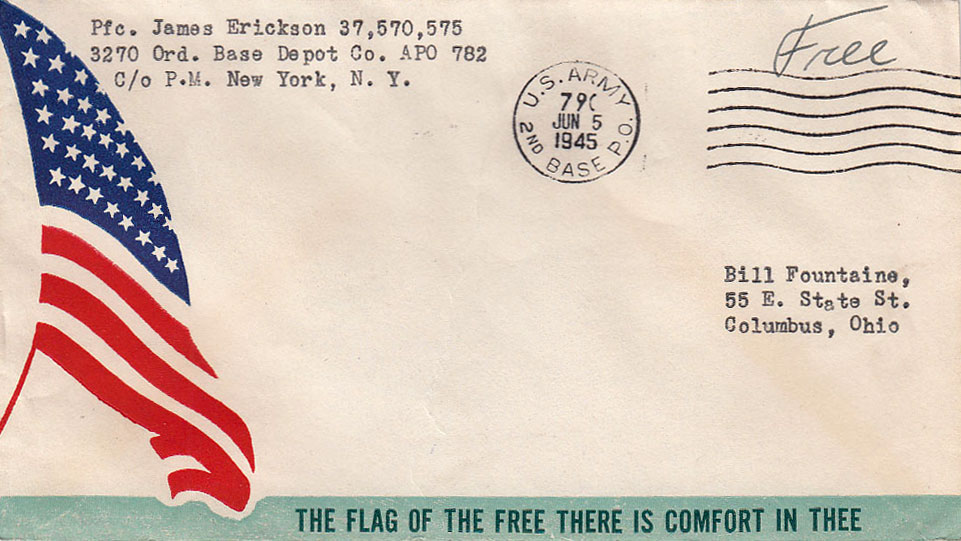 Pfc. James Erickson 37,570,575
3270 Ord. Base Depot Co. APO 782
C/o P.M. New York, N. Y.
Free
U.S. ARMY
JUN 5
1945
2ND BASE P.O.
Bill Fountaine,
55 E. State St.
Columbus, Ohio
THE FLAG OF THE FREE THERE IS COMFORT IN THEE